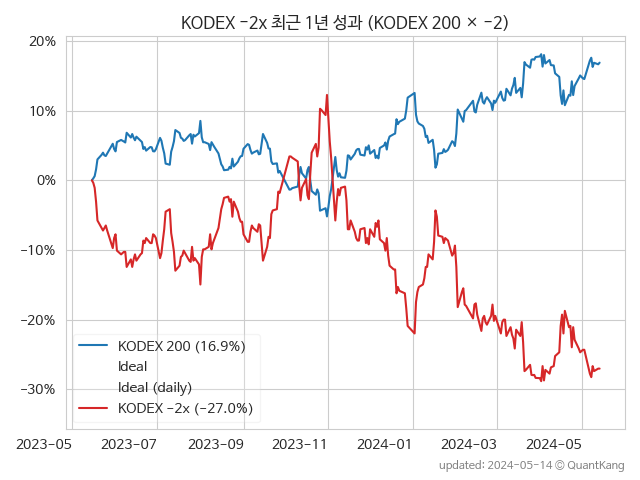 KODEX −2x 최근 1년 성과 (KODEX 200 × −2)
20%
10%
0%
−10%
−20%
−30%
KODEX 200 (16.9%)
Ideal
Ideal (daily)
KODEX −2x (−27.0%)
2023-05 2023-07 2023-09 2023-11 2024-01 2024-03 2024-05
updated: 2024-05-14 © QuantKang